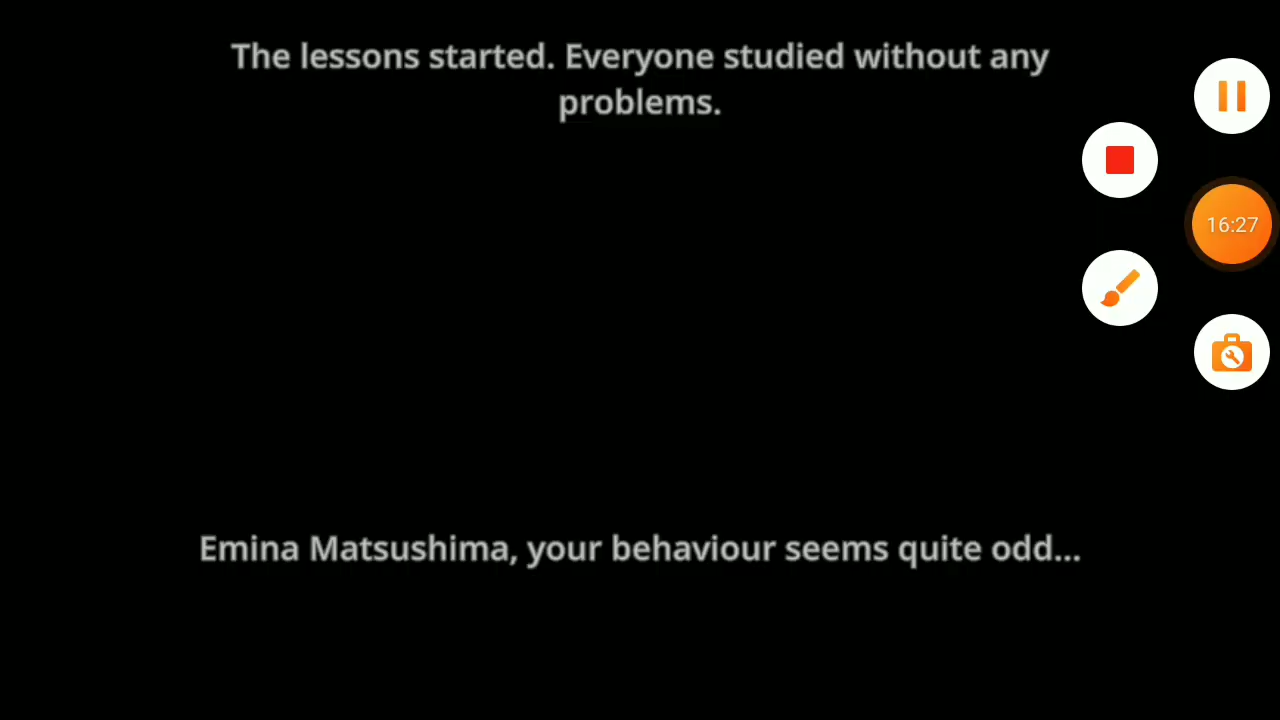 The lessons started. Everyone studied without any
problems.
16:27
Emina Matsushima, your behaviour seems quite odd...